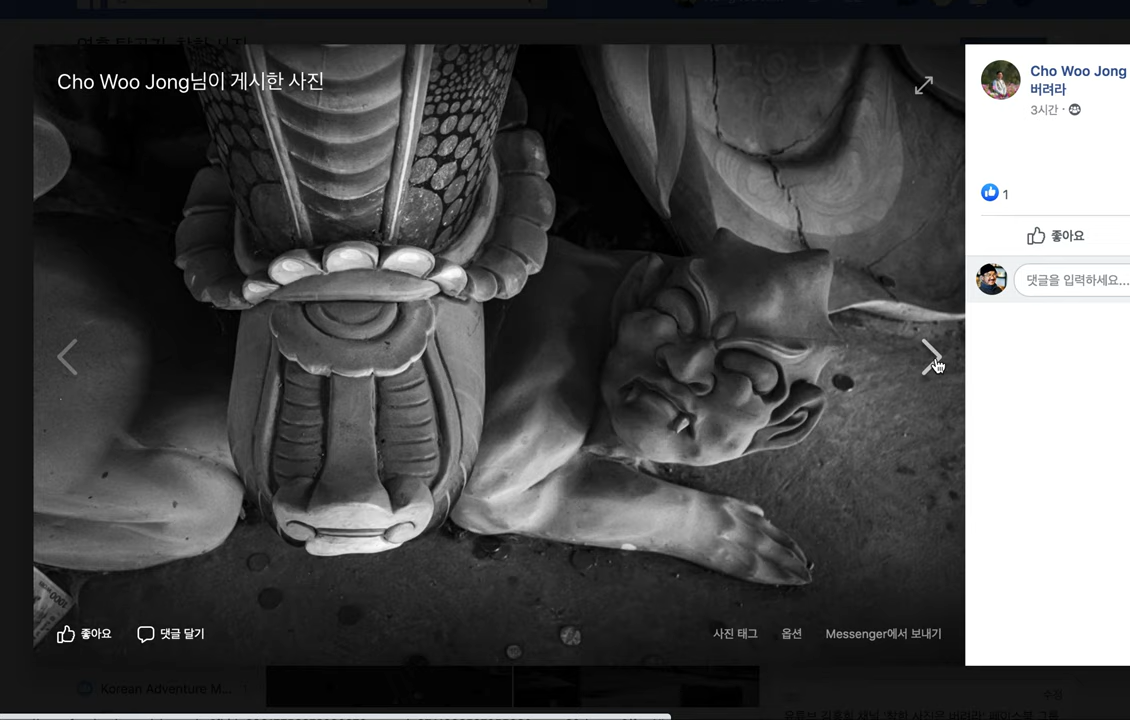 Cho Woo Jong님이 게시한 사진
Cho Woo Jong
버려라
3시간 ·
1
좋아요
댓글을 입력하세요...
1000
좋아요
댓글 달기
사진 태그
옵션
Messenger에서 보내기
Korean Adventure M...
수정